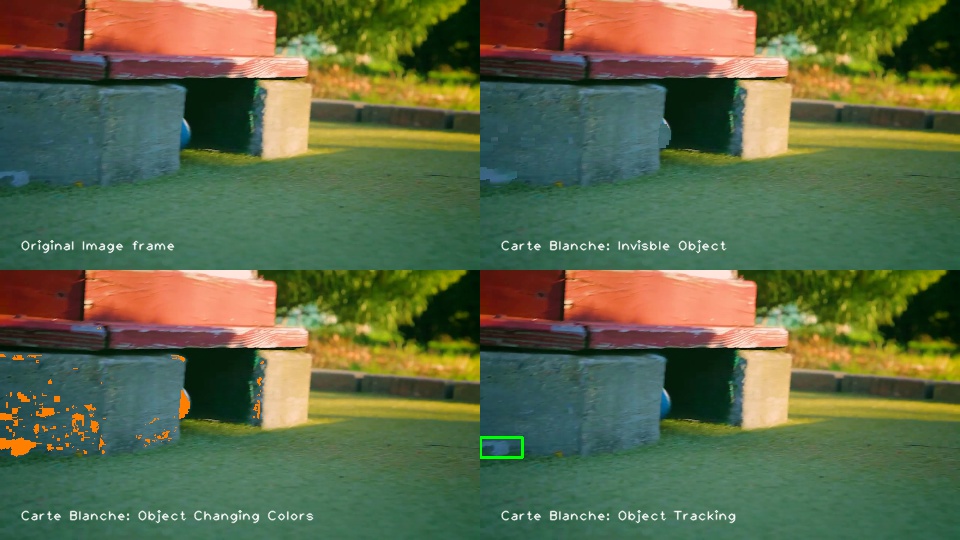 Original Image frame
Carte Blanche: Invisble Object
Carte Blanche: Object Changing Colors
Carte Blanche: Object Tracking